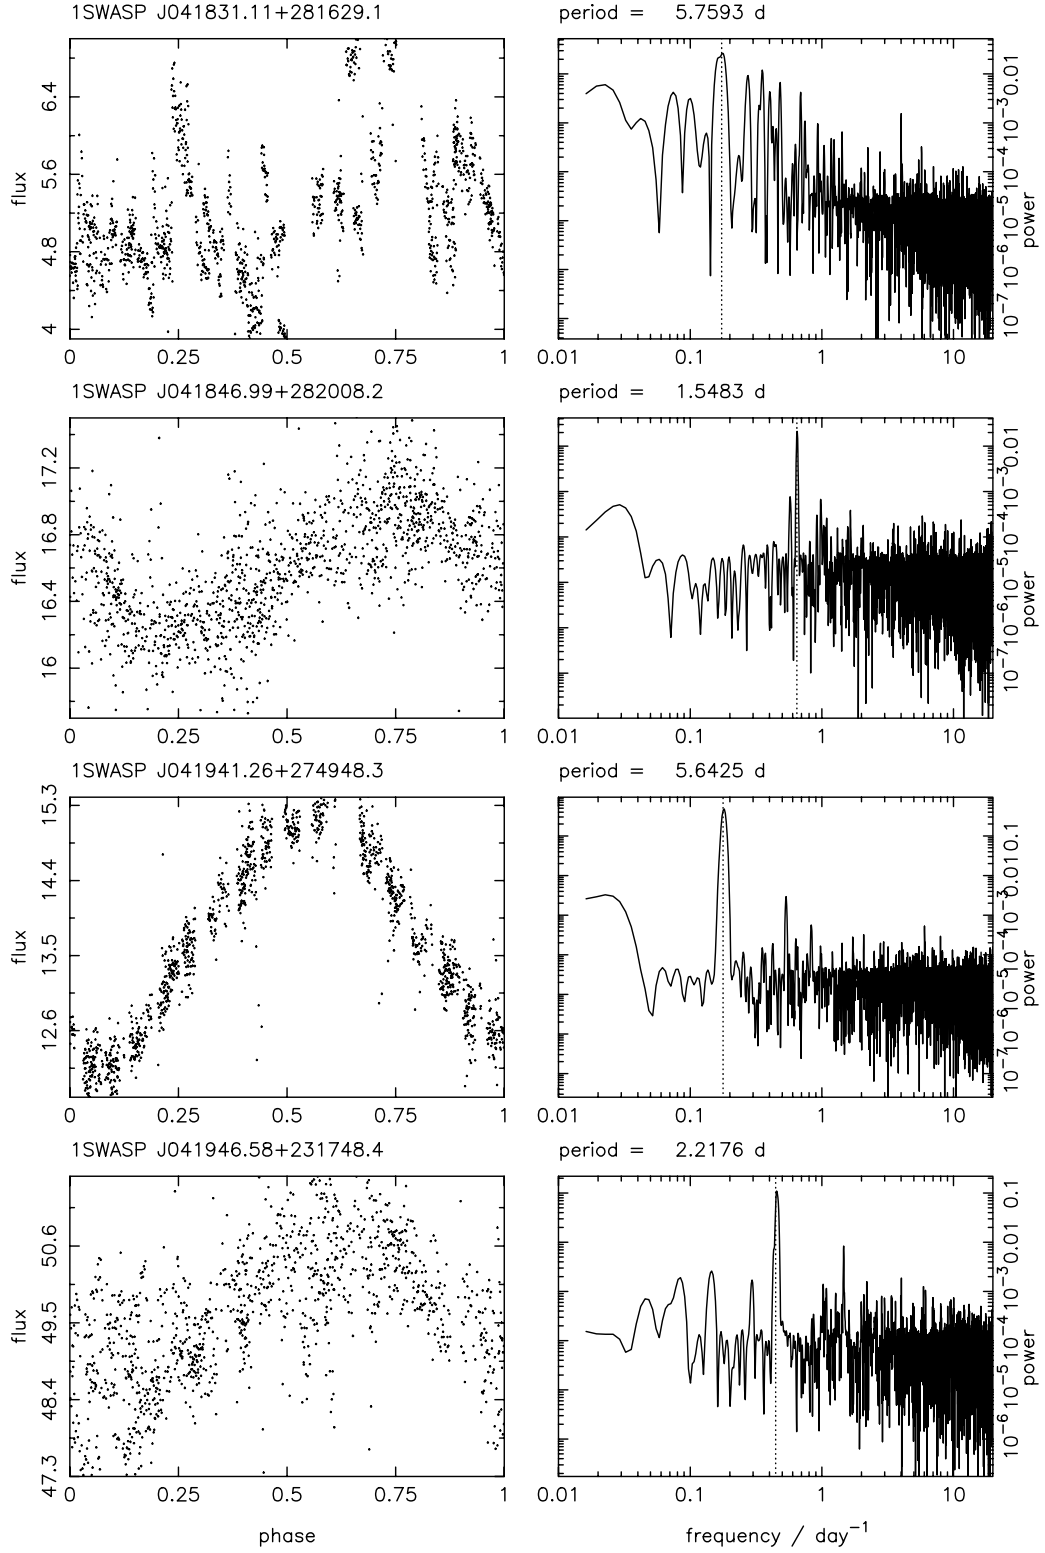 1SWASP J041831.11+281629.1
period = 5.7593 d
flux
6.4
5.6
4.8
4
0 0.25 0.5 0.75 1
0.01
10⁻³
10⁻⁴
10⁻⁵
10⁻⁶
10⁻⁷
power
0.01 0.1 1 10
1SWASP J041846.99+282008.2
period = 1.5483 d
flux
17.2
16.8
16.4
16
0 0.25 0.5 0.75 1
0.01
10⁻³
10⁻⁴
10⁻⁵
10⁻⁶
10⁻⁷
power
0.01 0.1 1 10
1SWASP J041941.26+274948.3
period = 5.6425 d
flux
15.3
14.4
13.5
12.6
0 0.25 0.5 0.75 1
0.1
0.01
10⁻³
10⁻⁴
10⁻⁵
10⁻⁶
10⁻⁷
power
0.01 0.1 1 10
1SWASP J041946.58+231748.4
period = 2.2176 d
flux
50.6
49.5
48.4
47.3
0 0.25 0.5 0.75 1
phase
0.1
0.01
10⁻³
10⁻⁴
10⁻⁵
10⁻⁶
power
0.01 0.1 1 10
frequency / day⁻¹